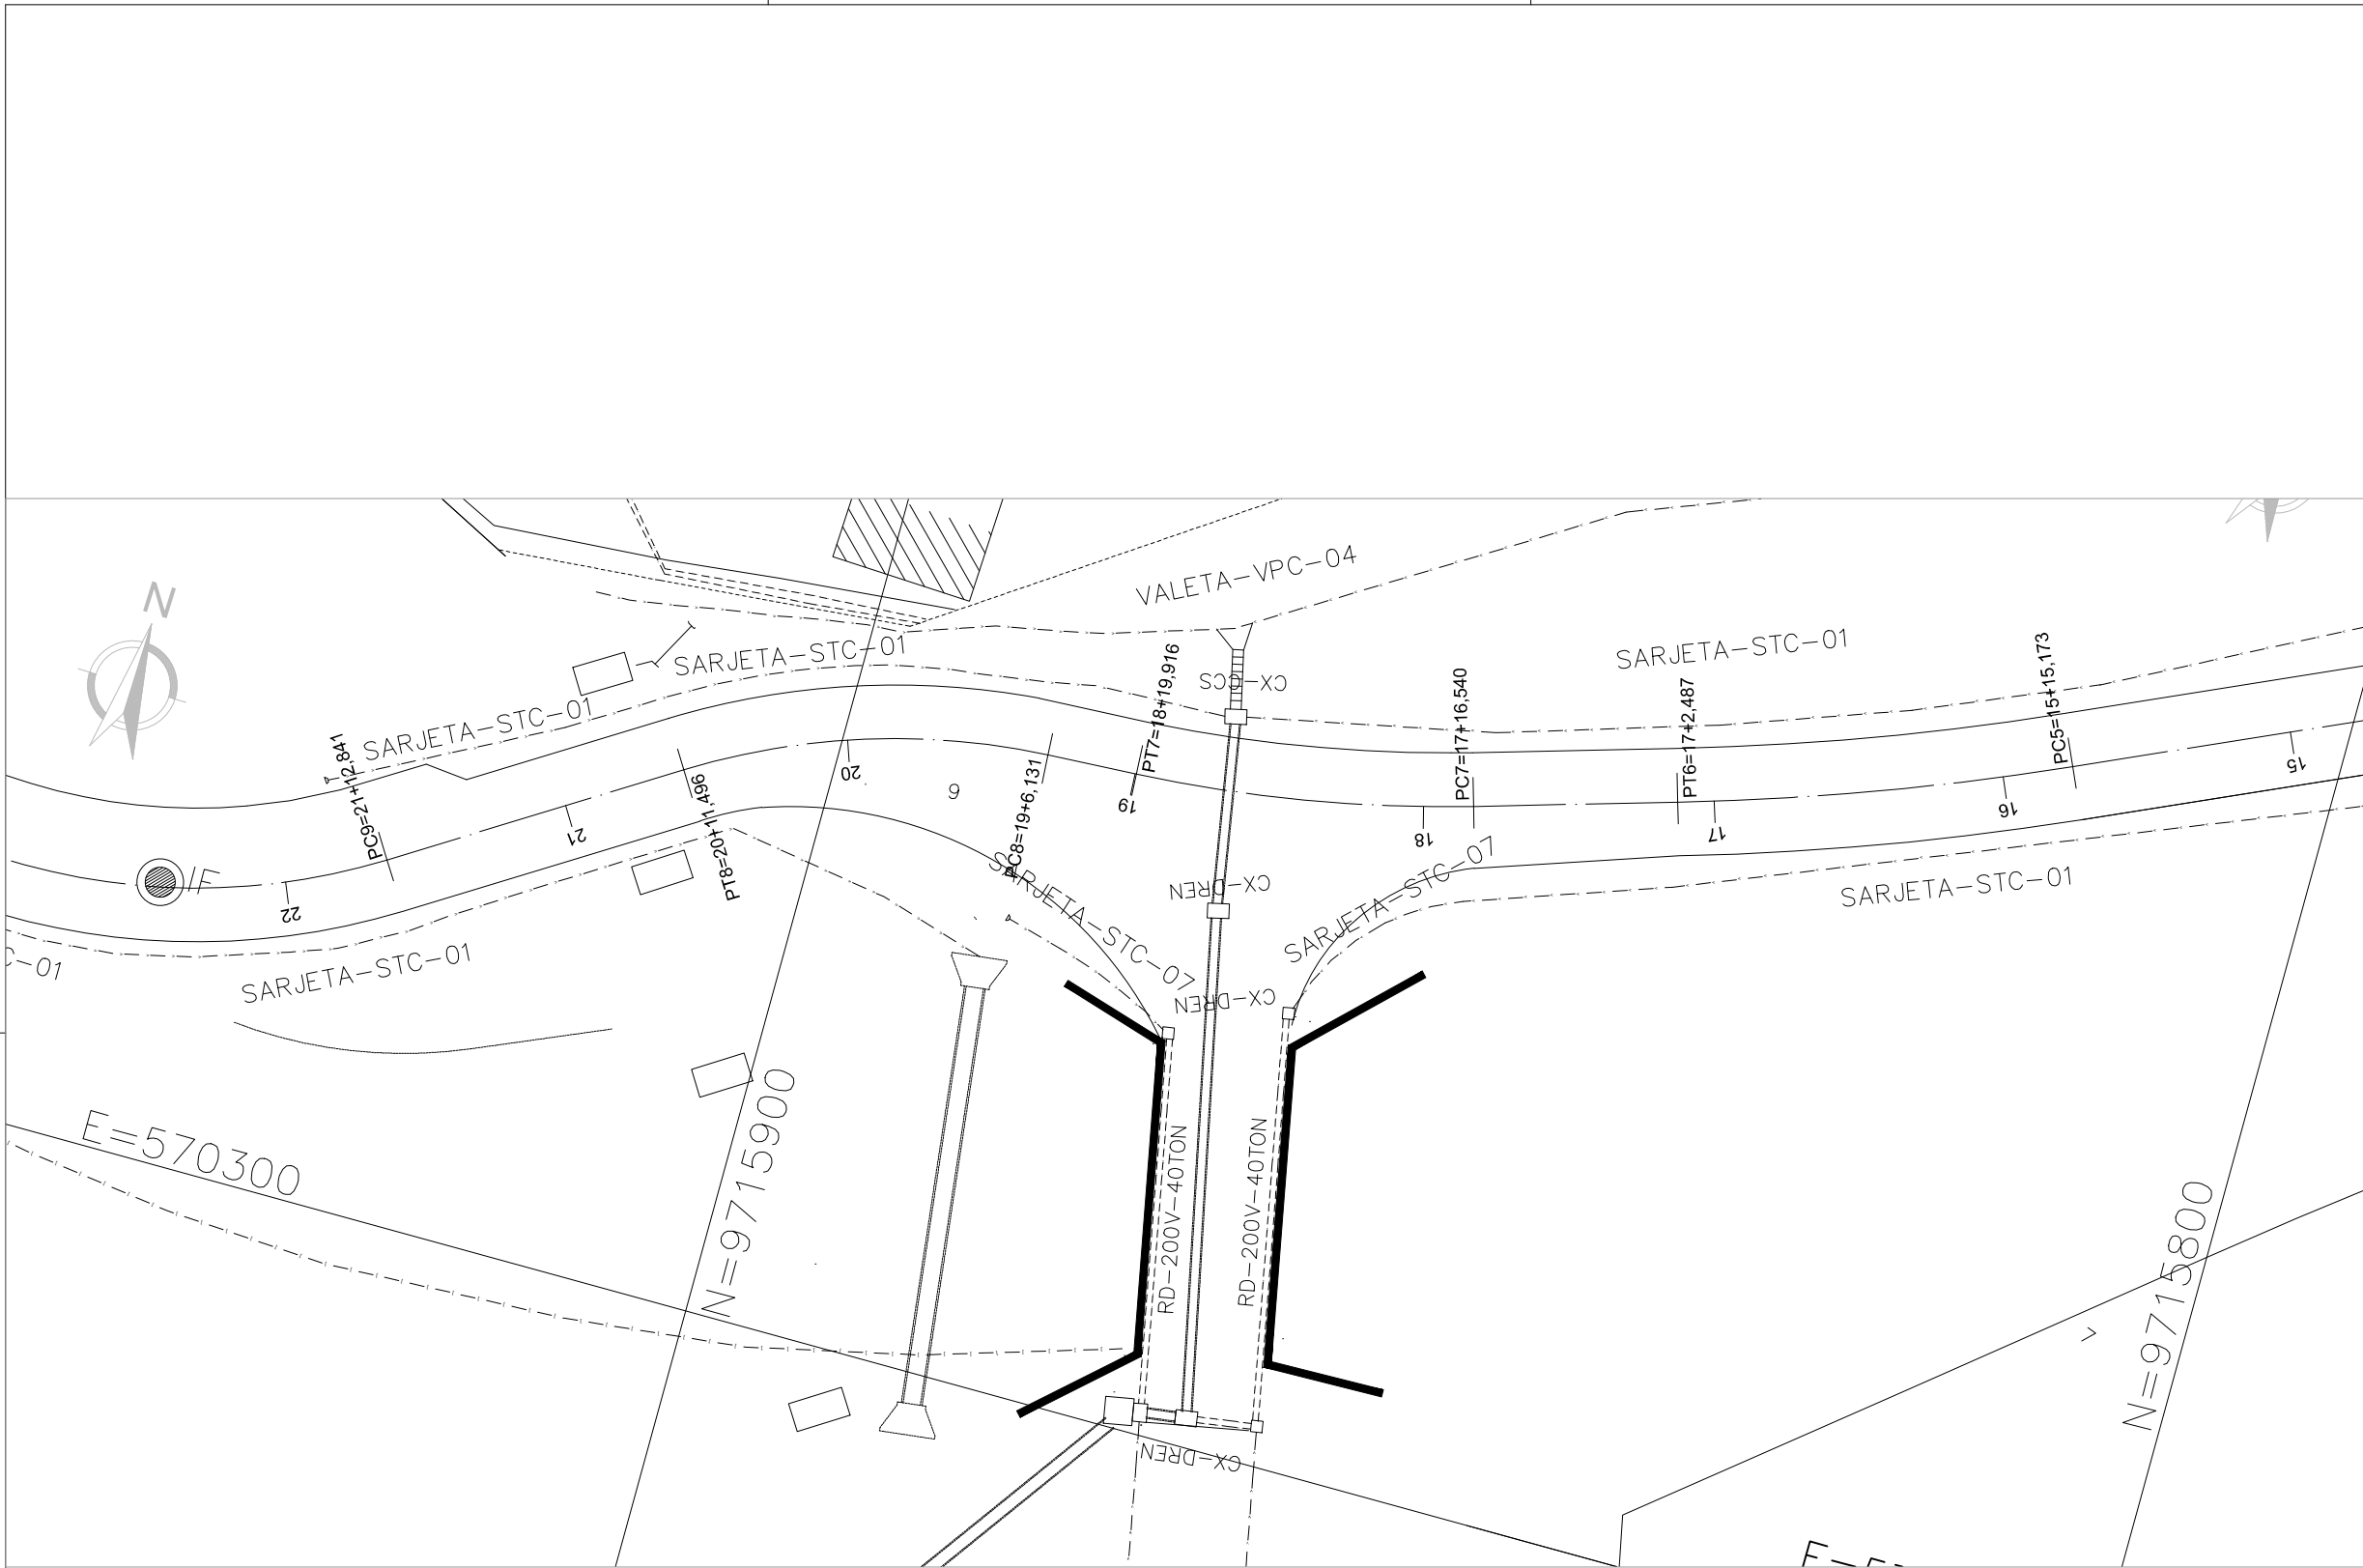 N
VALETA-VPC-04
SARJETA-STC-01
SARJETA-STC-01
SARJETA-STC-01
CX-CCS
PT7=18+19,916
PC7=17+16,540
PT6=17+2,487
PC5=15+15,173
PC9=21+12,841
PT8=20+11,496
PC8=19+6,131
15
16
17
18
19
20
21
22
9
IF
SARJETA-STC-07
SARJETA-STC-07
CX-DREN
SARJETA-STC-01
SARJETA-STC-01
C-01
CX-DREN
E=570300
N=9715900
RD-200V-40TON
RD-200V-40TON
N=9715800
CX-DREN